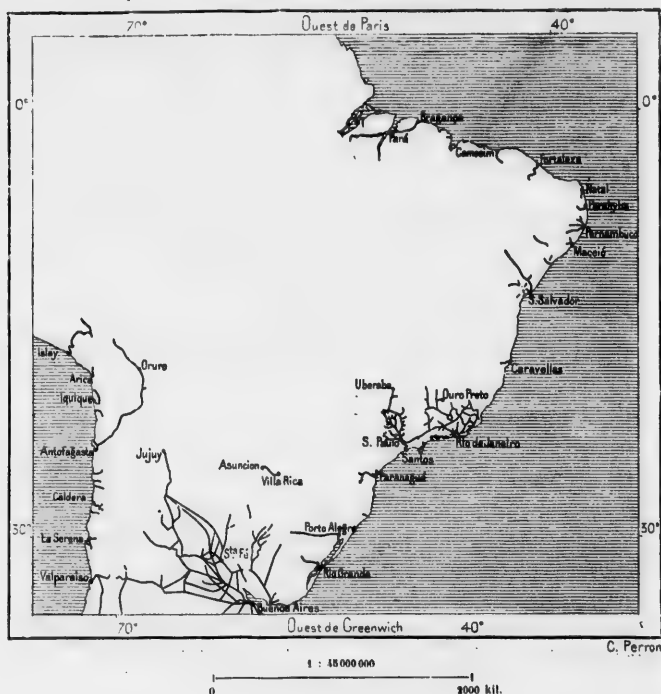 70° Ouest de Paris 40°
0° 0°
Bragança
Pará
Camosim
Fortaleza
Natal
Parahyba
Pernambuco
Maceió
S. Salvador
Islay
Arica
Oruro
Iquique
Caravellas
Uberaba
Ouro Preto
S. Paulo
Rio de Janeiro
Santos
Antofagasta
Jujuy
Asuncion
Villa Rica
Paranaguá
Caldera
30° 30°
La Serena
Sta Fé
Porto Alegre
Rio Grande
Valparaiso
Buenos Aires
70° Ouest de Greenwich 40°
C. Perron
1 : 45 000 000
0 2000 kil.